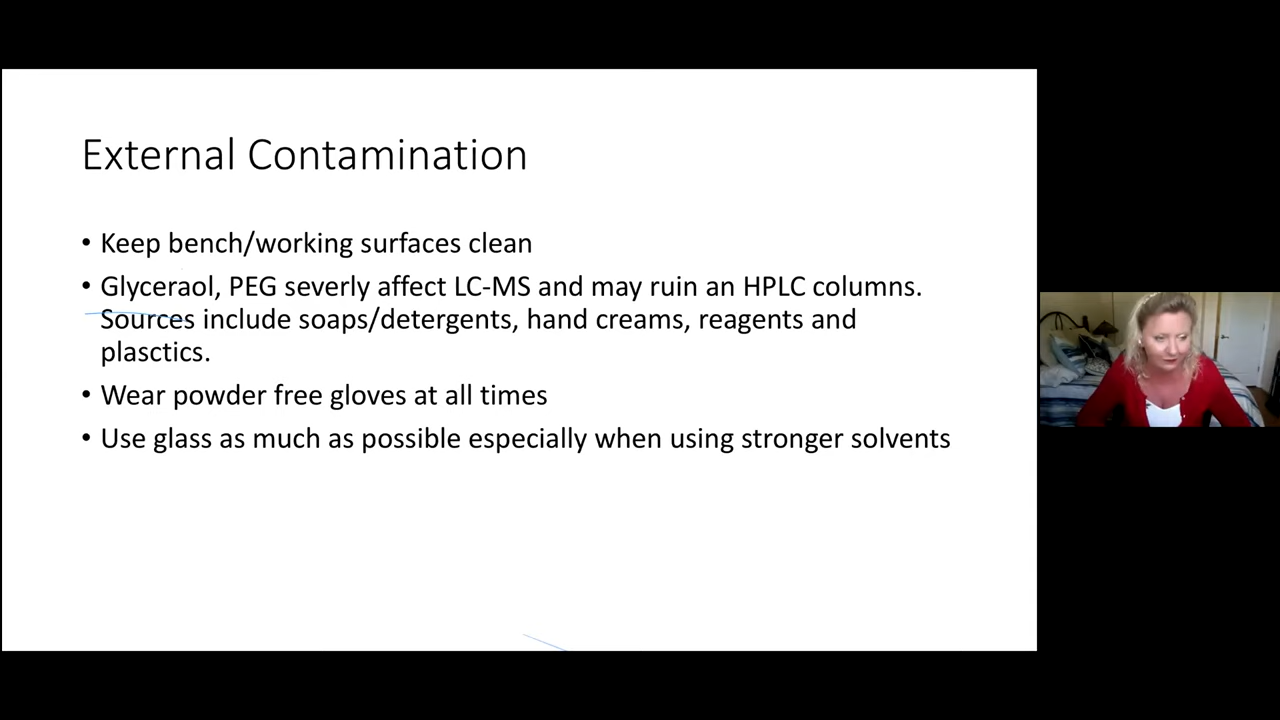 External Contamination
• Keep bench/working surfaces clean
• Glyceraol, PEG severly affect LC-MS and may ruin an HPLC columns.
Sources include soaps/detergents, hand creams, reagents and
plasctics.
• Wear powder free gloves at all times
• Use glass as much as possible especially when using stronger solvents